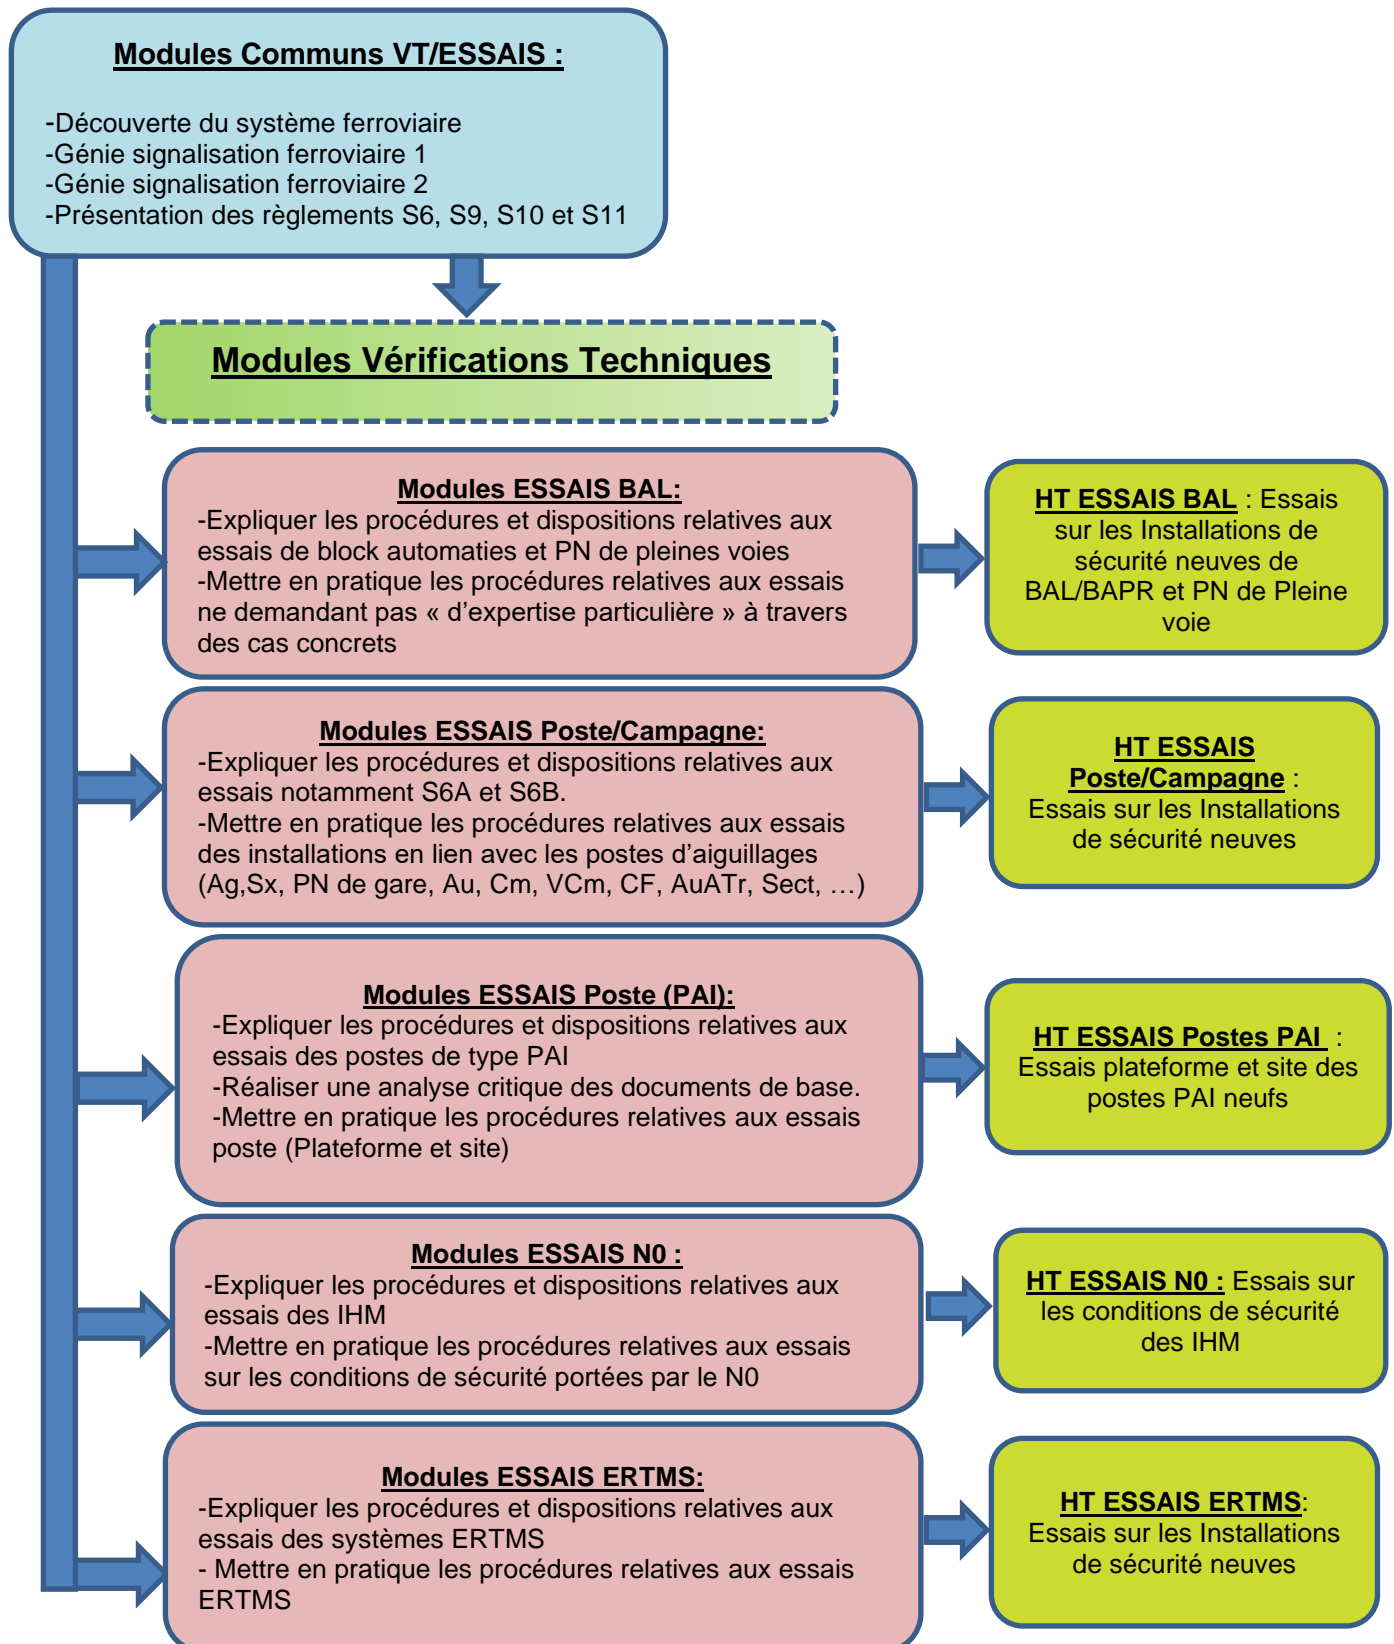 Modules Communs VT/ESSAIS :
-Découverte du système ferroviaire
-Génie signalisation ferroviaire 1
-Génie signalisation ferroviaire 2
-Présentation des règlements S6, S9, S10 et S11
Modules Vérifications Techniques
Modules ESSAIS BAL:
-Expliquer les procédures et dispositions relatives aux
essais de block automaties et PN de pleines voies
-Mettre en pratique les procédures relatives aux essais
ne demandant pas « d'expertise particulière » à travers
des cas concrets
HT ESSAIS BAL : Essais
sur les Installations de
sécurité neuves de
BAL/BAPR et PN de Pleine
voie
Modules ESSAIS Poste/Campagne:
-Expliquer les procédures et dispositions relatives aux
essais notamment S6A et S6B.
-Mettre en pratique les procédures relatives aux essais
des installations en lien avec les postes d'aiguillages
(Ag,Sx, PN de gare, Au, Cm, VCm, CF, AuATr, Sect, …)
HT ESSAIS
Poste/Campagne :
Essais sur les Installations
de sécurité neuves
Modules ESSAIS Poste (PAI):
-Expliquer les procédures et dispositions relatives aux
essais des postes de type PAI
-Réaliser une analyse critique des documents de base.
-Mettre en pratique les procédures relatives aux essais
poste (Plateforme et site)
HT ESSAIS Postes PAI :
Essais plateforme et site des
postes PAI neufs
Modules ESSAIS N0 :
-Expliquer les procédures et dispositions relatives aux
essais des IHM
-Mettre en pratique les procédures relatives aux essais
sur les conditions de sécurité portées par le N0
HT ESSAIS N0 : Essais sur
les conditions de sécurité
des IHM
Modules ESSAIS ERTMS:
-Expliquer les procédures et dispositions relatives aux
essais des systèmes ERTMS
- Mettre en pratique les procédures relatives aux essais
ERTMS
HT ESSAIS ERTMS:
Essais sur les Installations
de sécurité neuves